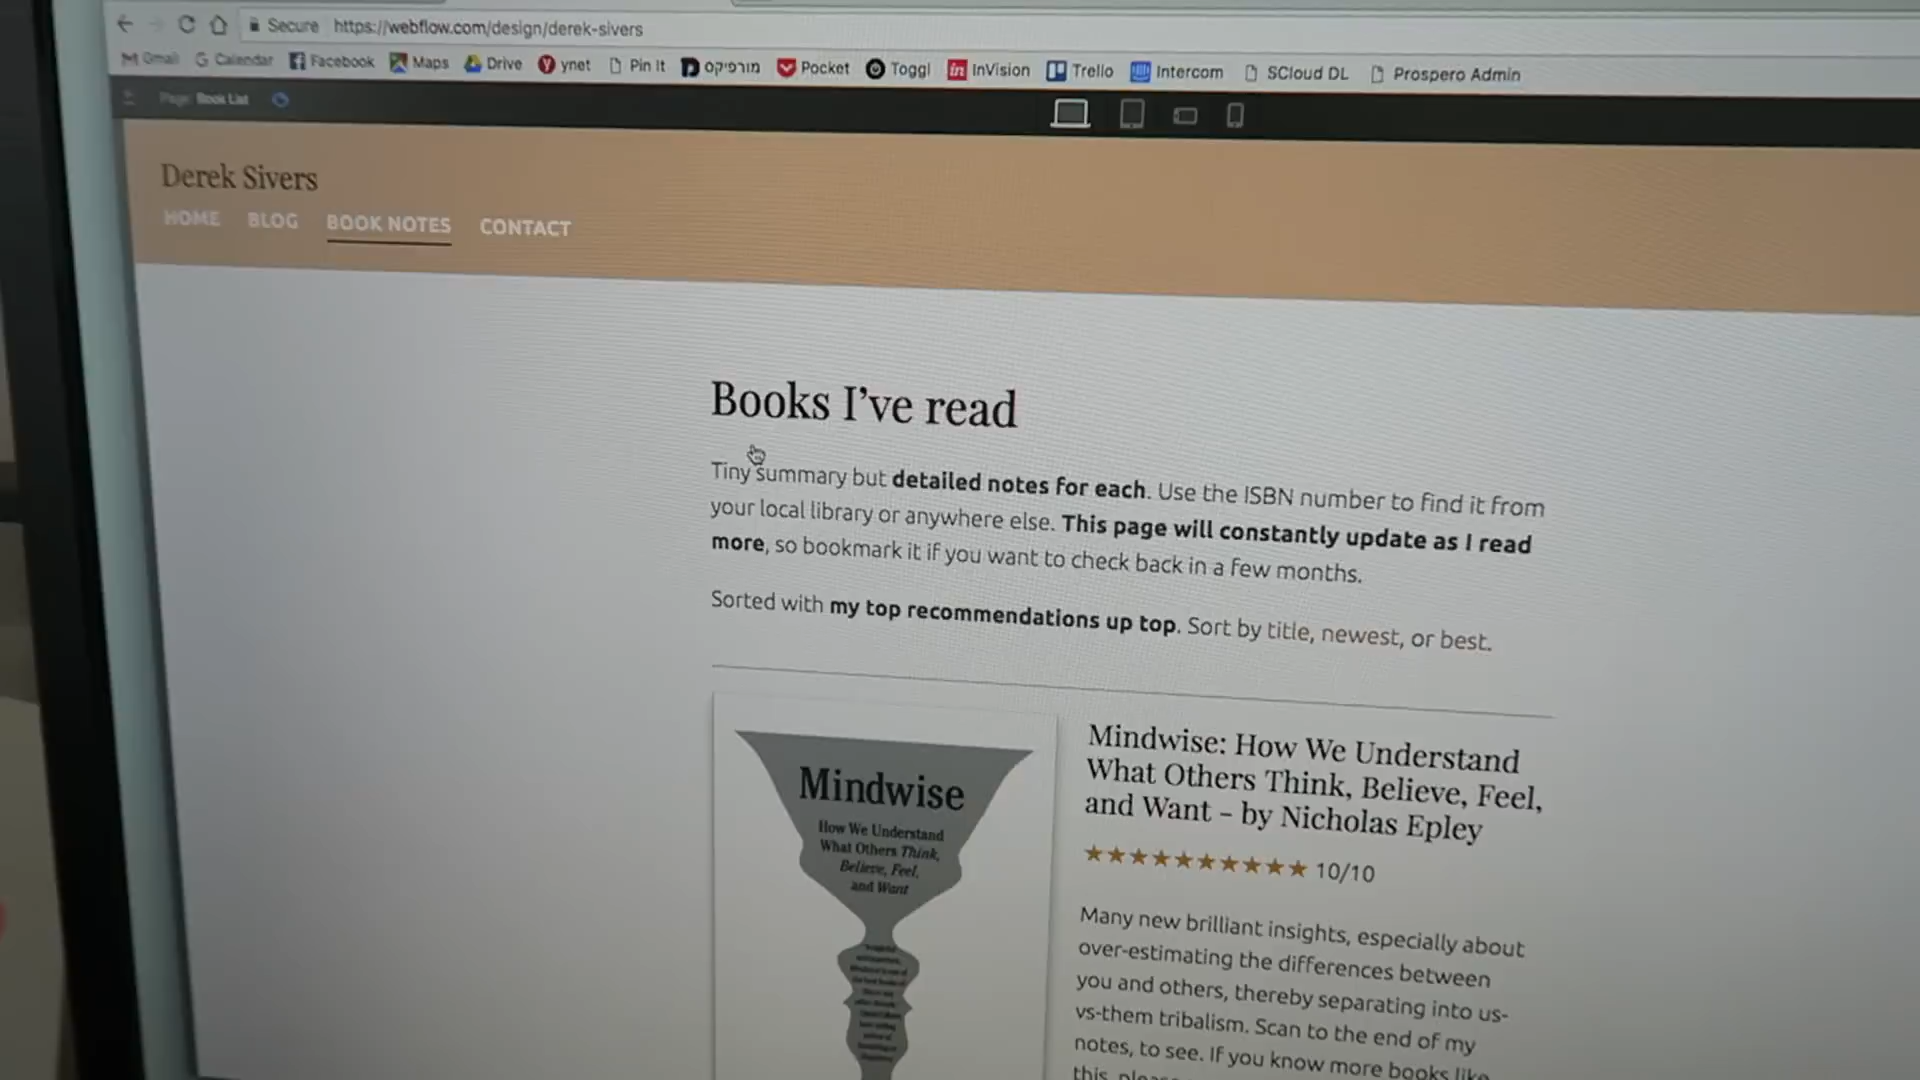 Secure https://webflow.com/design/derek-sivers
Gmail Calendar Facebook Maps Drive ynet Pin It מורפיקס Pocket Toggl InVision Trello Intercom SCloud DL Prospero Admin
Page: Book List
Derek Sivers
HOME BLOG BOOK NOTES CONTACT
Books I've read
Tiny summary but detailed notes for each. Use the ISBN number to find it from
your local library or anywhere else. This page will constantly update as I read
more, so bookmark it if you want to check back in a few months.
Sorted with my top recommendations up top. Sort by title, newest, or best.
Mindwise
How We Understand
What Others Think,
Believe, Feel,
and Want
Mindwise: How We Understand
What Others Think, Believe, Feel,
and Want – by Nicholas Epley
★★★★★★★★★★ 10/10
Many new brilliant insights, especially about
over-estimating the differences between
you and others, thereby separating into us-
vs-them tribalism. Scan to the end of my
notes, to see. If you know more books like
this,